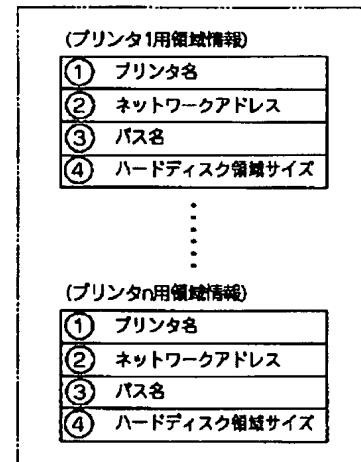 (プリンタ1用領域情報)
① プリンタ名
② ネットワークアドレス
③ パス名
④ ハードディスク領域サイズ
(プリンタn用領域情報)
① プリンタ名
② ネットワークアドレス
③ パス名
④ ハードディスク領域サイズ